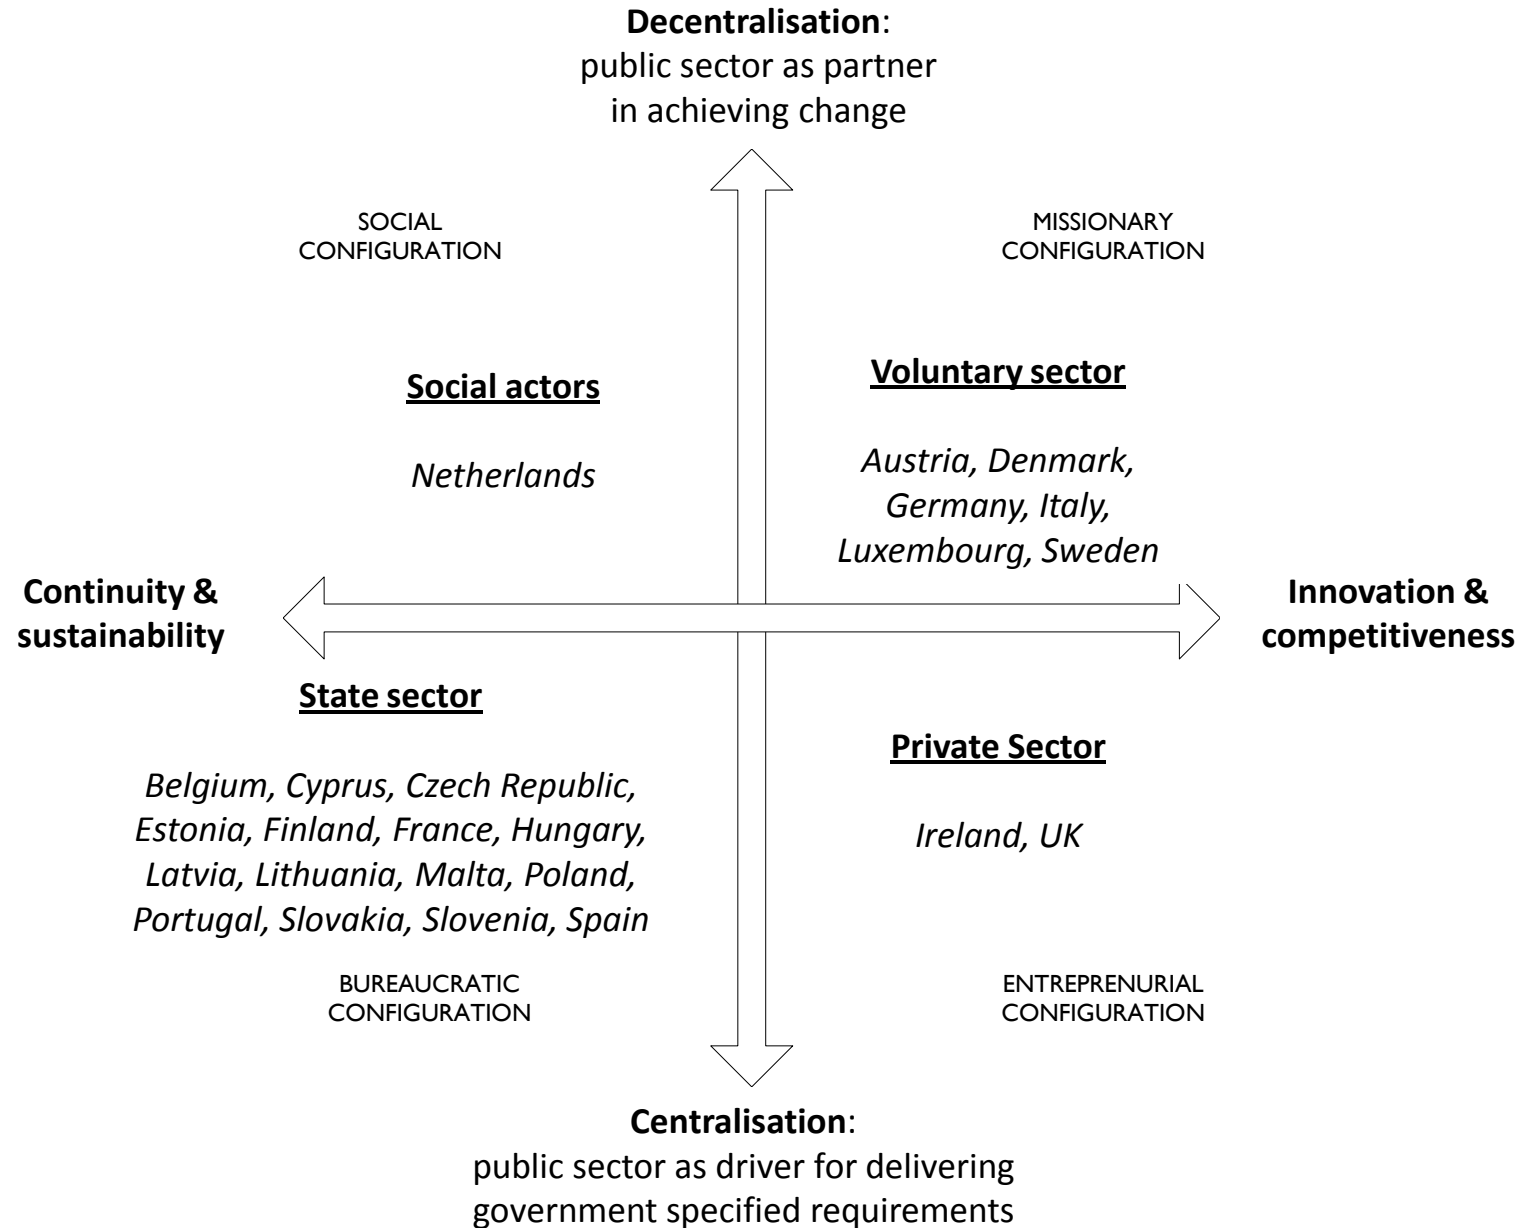 Decentralisation:
public sector as partner
in achieving change
SOCIAL
CONFIGURATION
MISSIONARY
CONFIGURATION
Social actors
Netherlands
Voluntary sector
Austria, Denmark,
Germany, Italy,
Luxembourg, Sweden
Continuity &
sustainability
Innovation &
competitiveness
State sector
Belgium, Cyprus, Czech Republic,
Estonia, Finland, France, Hungary,
Latvia, Lithuania, Malta, Poland,
Portugal, Slovakia, Slovenia, Spain
Private Sector
Ireland, UK
BUREAUCRATIC
CONFIGURATION
ENTREPRENURIAL
CONFIGURATION
Centralisation:
public sector as driver for delivering
government specified requirements